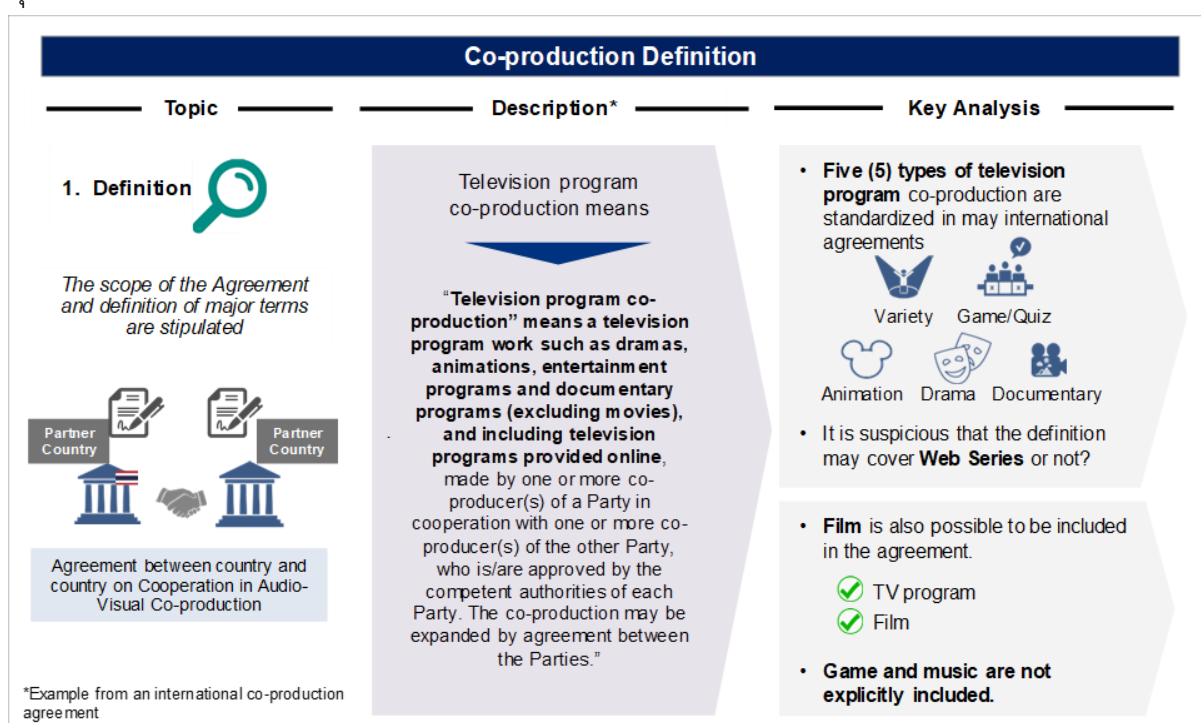 Co-production Definition
Topic
Description*
Key Analysis
1. Definition
The scope of the Agreement
and definition of major terms
are stipulated
Partner
Country
Partner
Country
Agreement between country and
country on Cooperation in Audio-
Visual Co-production
*Example from an international co-production
agreement
Television program
co-production means
“Television program co-
production” means a television
program work such as dramas,
animations, entertainment
programs and documentary
programs (excluding movies),
and including television
programs provided online,
made by one or more co-
producer(s) of a Party in
cooperation with one or more co-
producer(s) of the other Party,
who is/are approved by the
competent authorities of each
Party. The co-production may be
expanded by agreement between
the Parties.”
• Five (5) types of television
program co-production are
standardized in may international
agreements
Variety
Game/Quiz
Animation
Drama
Documentary
• It is suspicious that the definition
may cover Web Series or not?
• Film is also possible to be included
in the agreement.
TV program
Film
• Game and music are not
explicitly included.